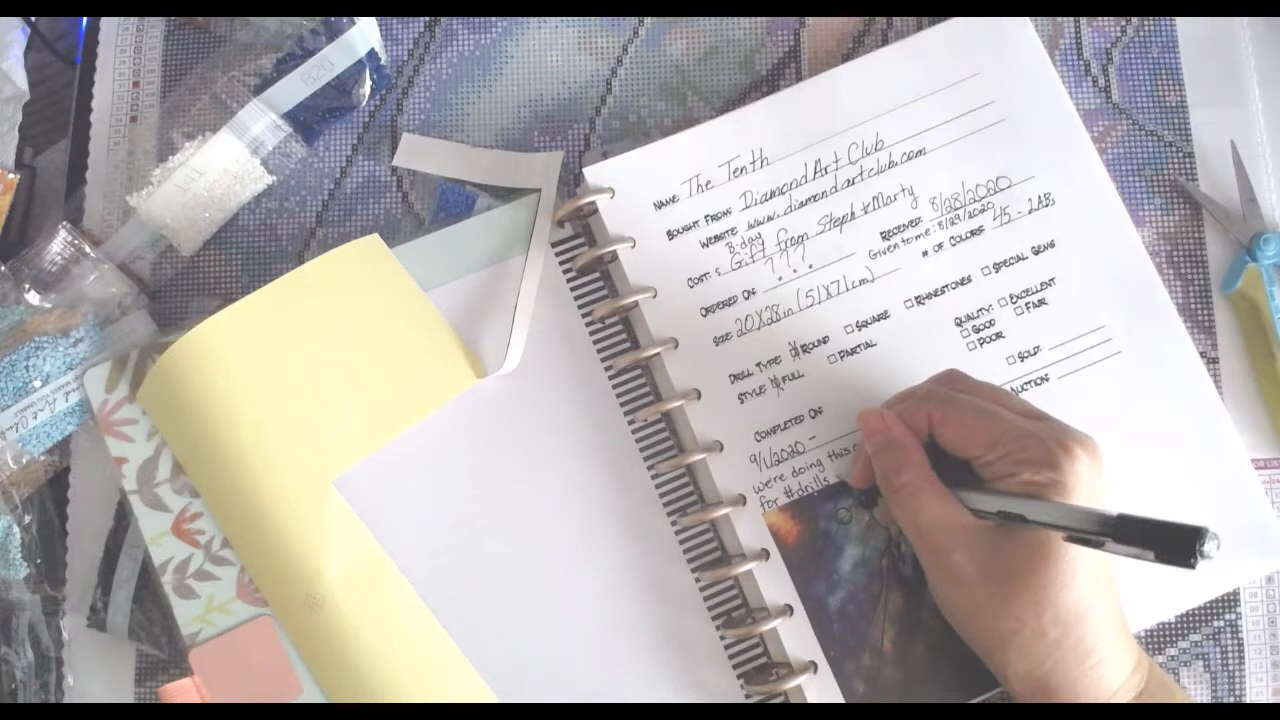 820
141
NAME: The Tenth
BOUGHT FROM: Diamond Art Club
WEBSITE: www.diamondartclub.com
B-day
COST: $ Gift from Steph & Marty
RECEIVED: 8/28/2020
ORDERED ON: ? ? ?
Given to me: 8/29/2020
SIZE: 20X28in (51X71cm)
# OF COLORS: 45 - 2ABs
DRILL TYPE: ROUND SQUARE RHINESTONES SPECIAL GEMS
STYLE: FULL PARTIAL
QUALITY: EXCELLENT
GOOD FAIR
POOR
SOLD:
AUCTION:
COMPLETED ON:
9/1/2020 -
we're doing this
for # drills